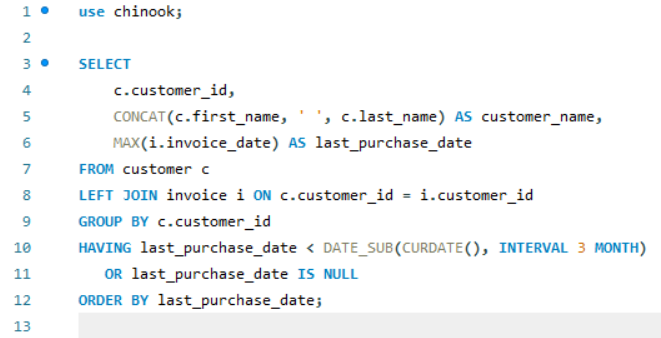 1 use chinook;
2
3 SELECT
4 c.customer_id,
5 CONCAT(c.first_name, ' ', c.last_name) AS customer_name,
6 MAX(i.invoice_date) AS last_purchase_date
7 FROM customer c
8 LEFT JOIN invoice i ON c.customer_id = i.customer_id
9 GROUP BY c.customer_id
10 HAVING last_purchase_date < DATE_SUB(CURDATE(), INTERVAL 3 MONTH)
11 OR last_purchase_date IS NULL
12 ORDER BY last_purchase_date;
13